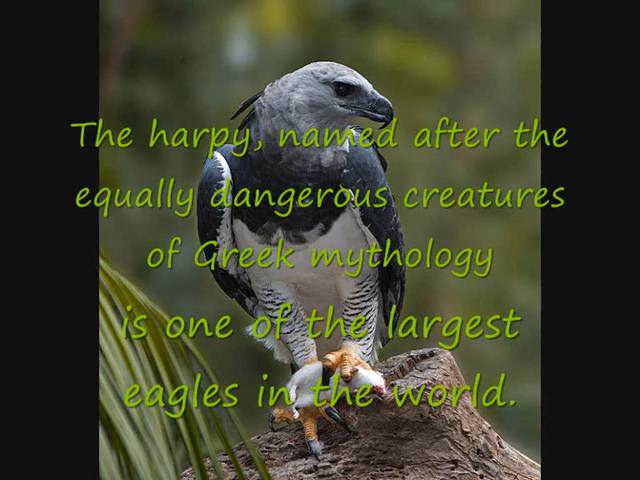 The harpy, named after the
equally dangerous creatures
of Greek mythology
is one of the largest
eagles in the world.